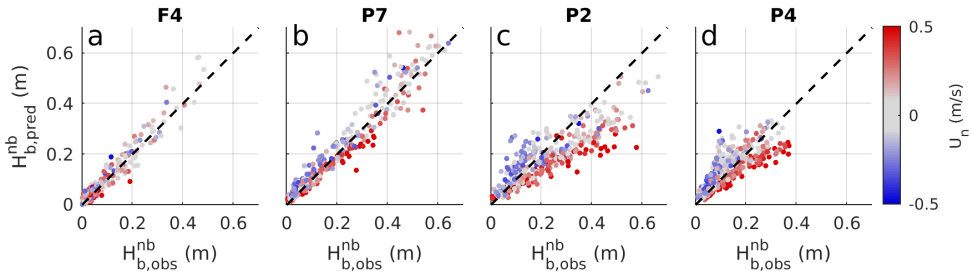 F4
P7
P2
P4
a
b
c
d
0.6
0.4
0.2
0
H^nb_b,pred (m)
0 0.2 0.4 0.6
0 0.2 0.4 0.6
0 0.2 0.4 0.6
0 0.2 0.4 0.6
H^nb_b,obs (m)
H^nb_b,obs (m)
H^nb_b,obs (m)
H^nb_b,obs (m)
0.5
0
-0.5
U_n (m/s)